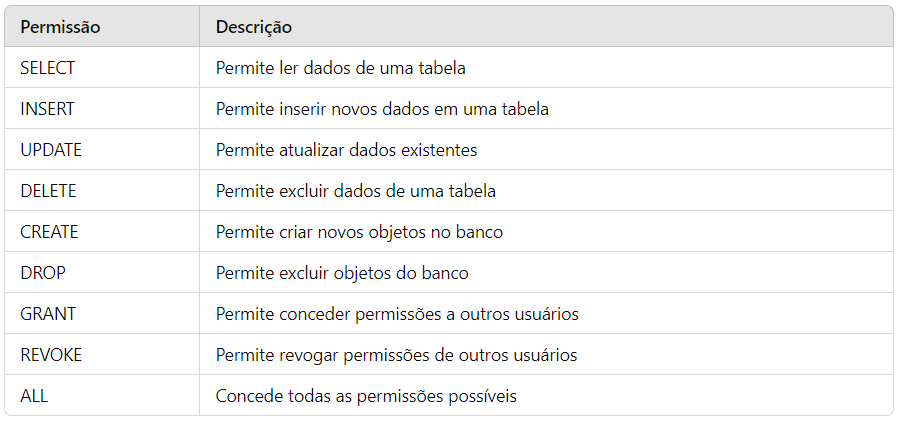 Permissão Descrição
SELECT Permite ler dados de uma tabela
INSERT Permite inserir novos dados em uma tabela
UPDATE Permite atualizar dados existentes
DELETE Permite excluir dados de uma tabela
CREATE Permite criar novos objetos no banco
DROP Permite excluir objetos do banco
GRANT Permite conceder permissões a outros usuários
REVOKE Permite revogar permissões de outros usuários
ALL Concede todas as permissões possíveis